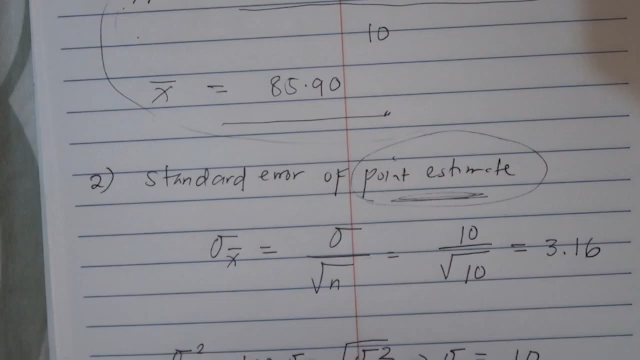 10
x̄ = 85.90
2) Standard error of point estimate
σx̄ = σ/√n = 10/√10 = 3.16